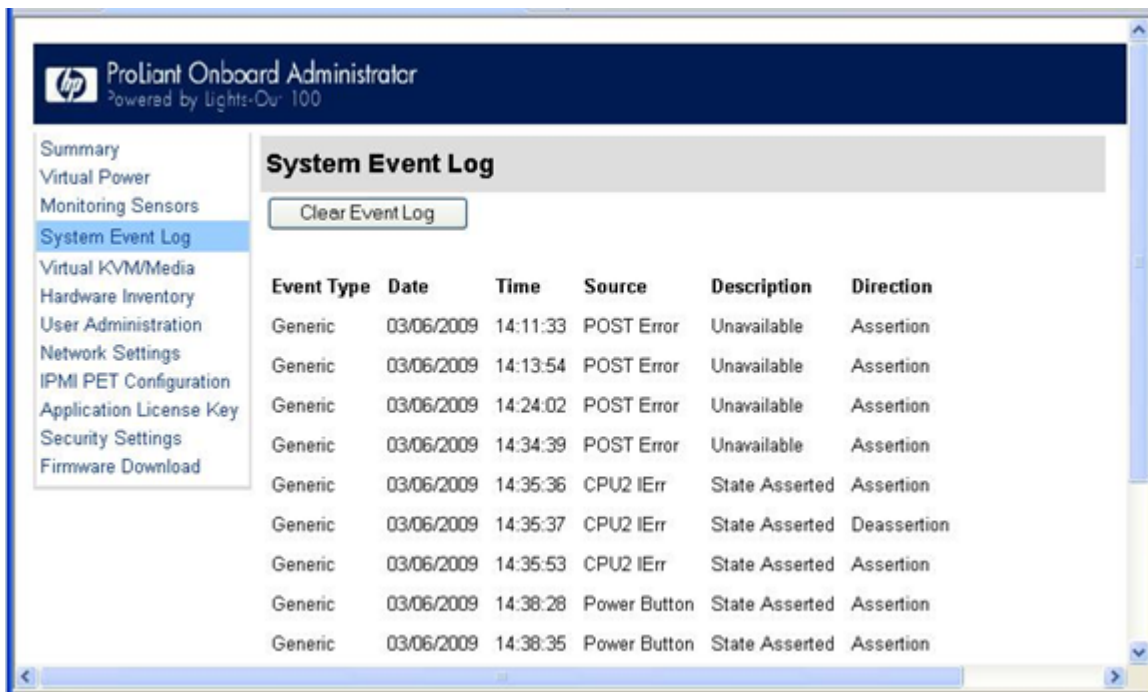 hp ProLiant Onboard Administrator
Powered by Lights-Out 100
Summary
Virtual Power
Monitoring Sensors
System Event Log
Virtual KVM/Media
Hardware Inventory
User Administration
Network Settings
IPMI PET Configuration
Application License Key
Security Settings
Firmware Download
System Event Log
Clear Event Log
Event Type Date Time Source Description Direction
Generic 03/06/2009 14:11:33 POST Error Unavailable Assertion
Generic 03/06/2009 14:13:54 POST Error Unavailable Assertion
Generic 03/06/2009 14:24:02 POST Error Unavailable Assertion
Generic 03/06/2009 14:34:39 POST Error Unavailable Assertion
Generic 03/06/2009 14:35:36 CPU2 IErr State Asserted Assertion
Generic 03/06/2009 14:35:37 CPU2 IErr State Asserted Deassertion
Generic 03/06/2009 14:35:53 CPU2 IErr State Asserted Assertion
Generic 03/06/2009 14:38:28 Power Button State Asserted Assertion
Generic 03/06/2009 14:38:35 Power Button State Asserted Assertion